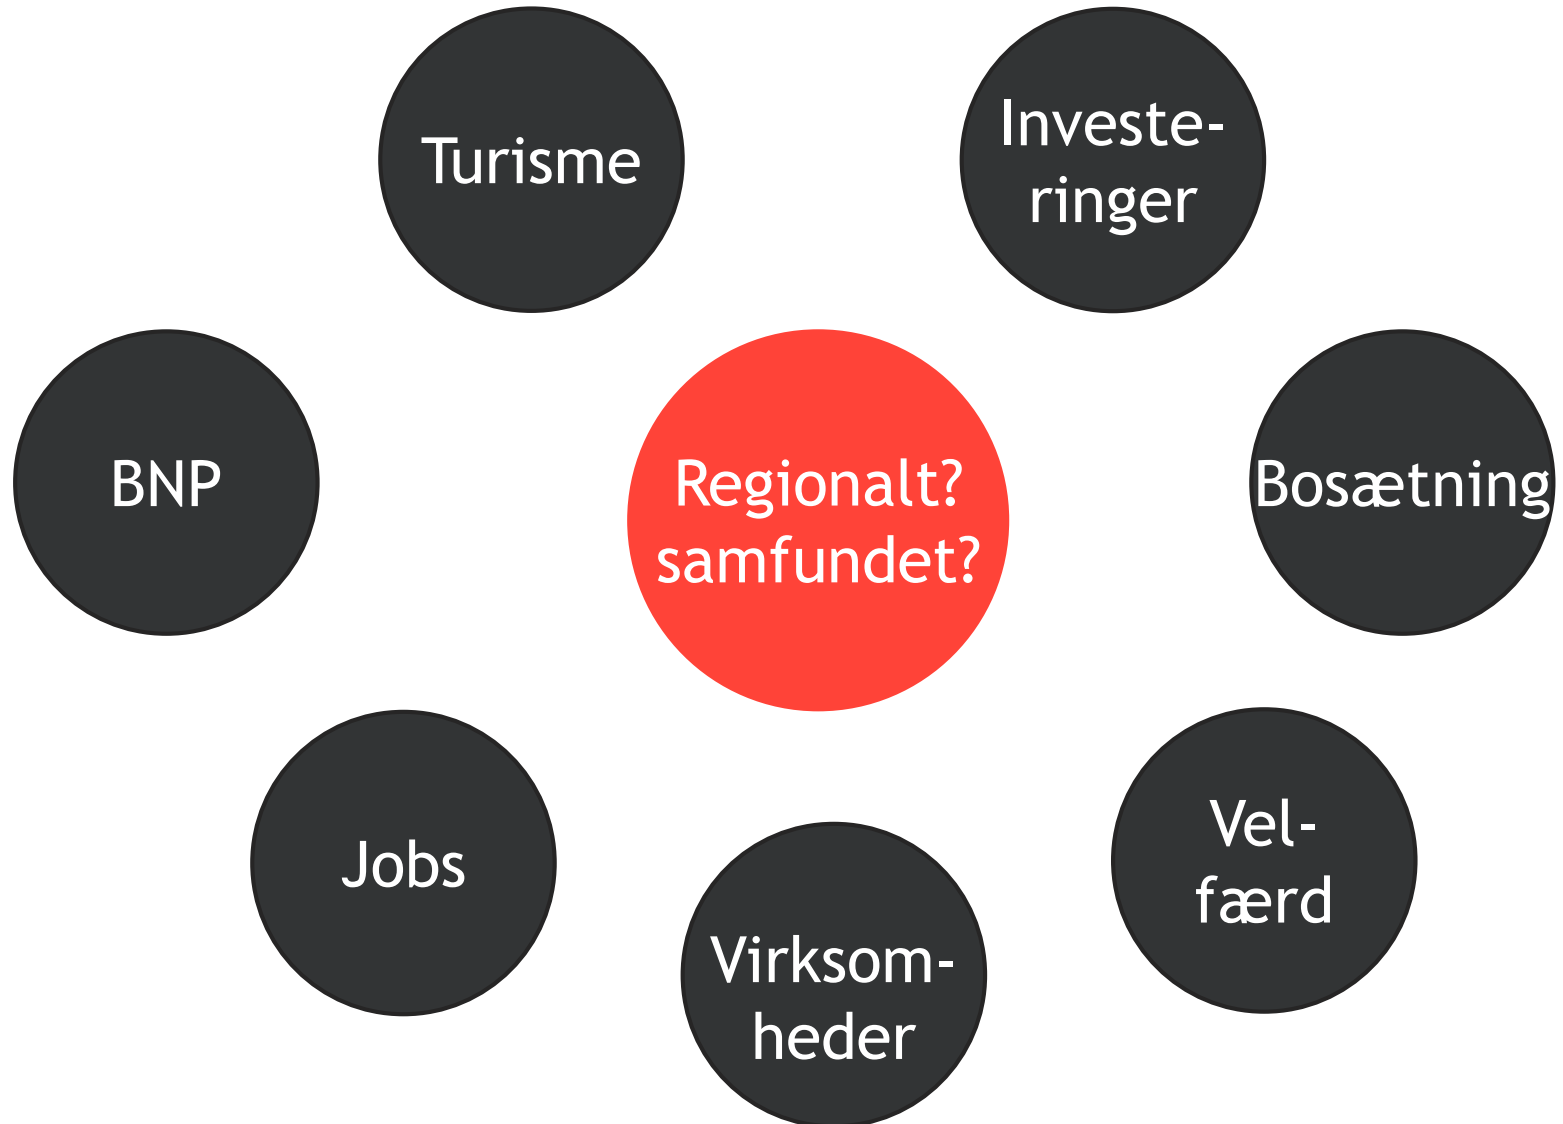 Turisme
Investe-
ringer
BNP
Regionalt?
samfundet?
Bosætning
Jobs
Vel-
færd
Virksom-
heder